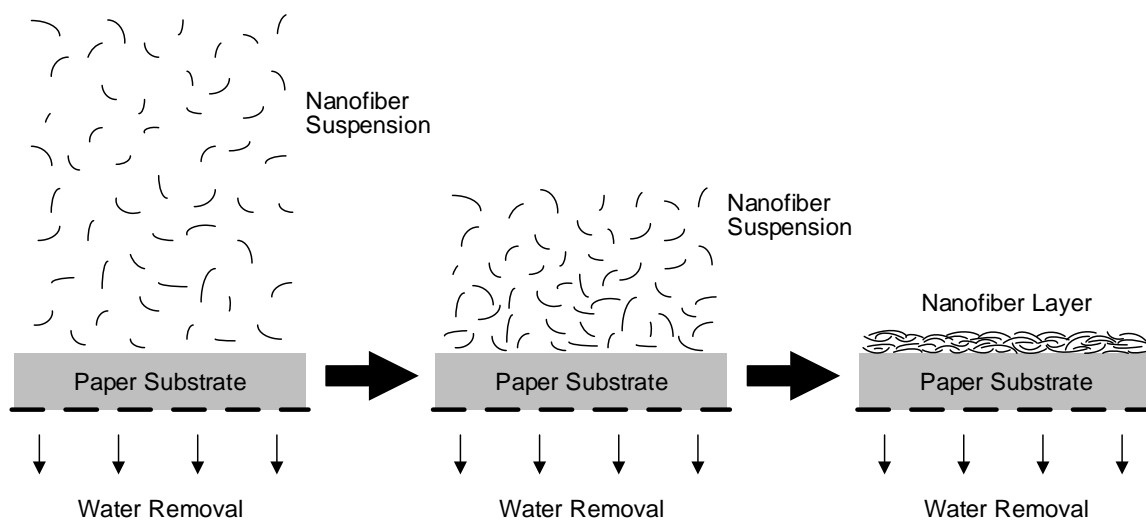 Nanofiber
Suspension
Paper Substrate
Water Removal
Nanofiber
Suspension
Paper Substrate
Water Removal
Nanofiber Layer
Paper Substrate
Water Removal